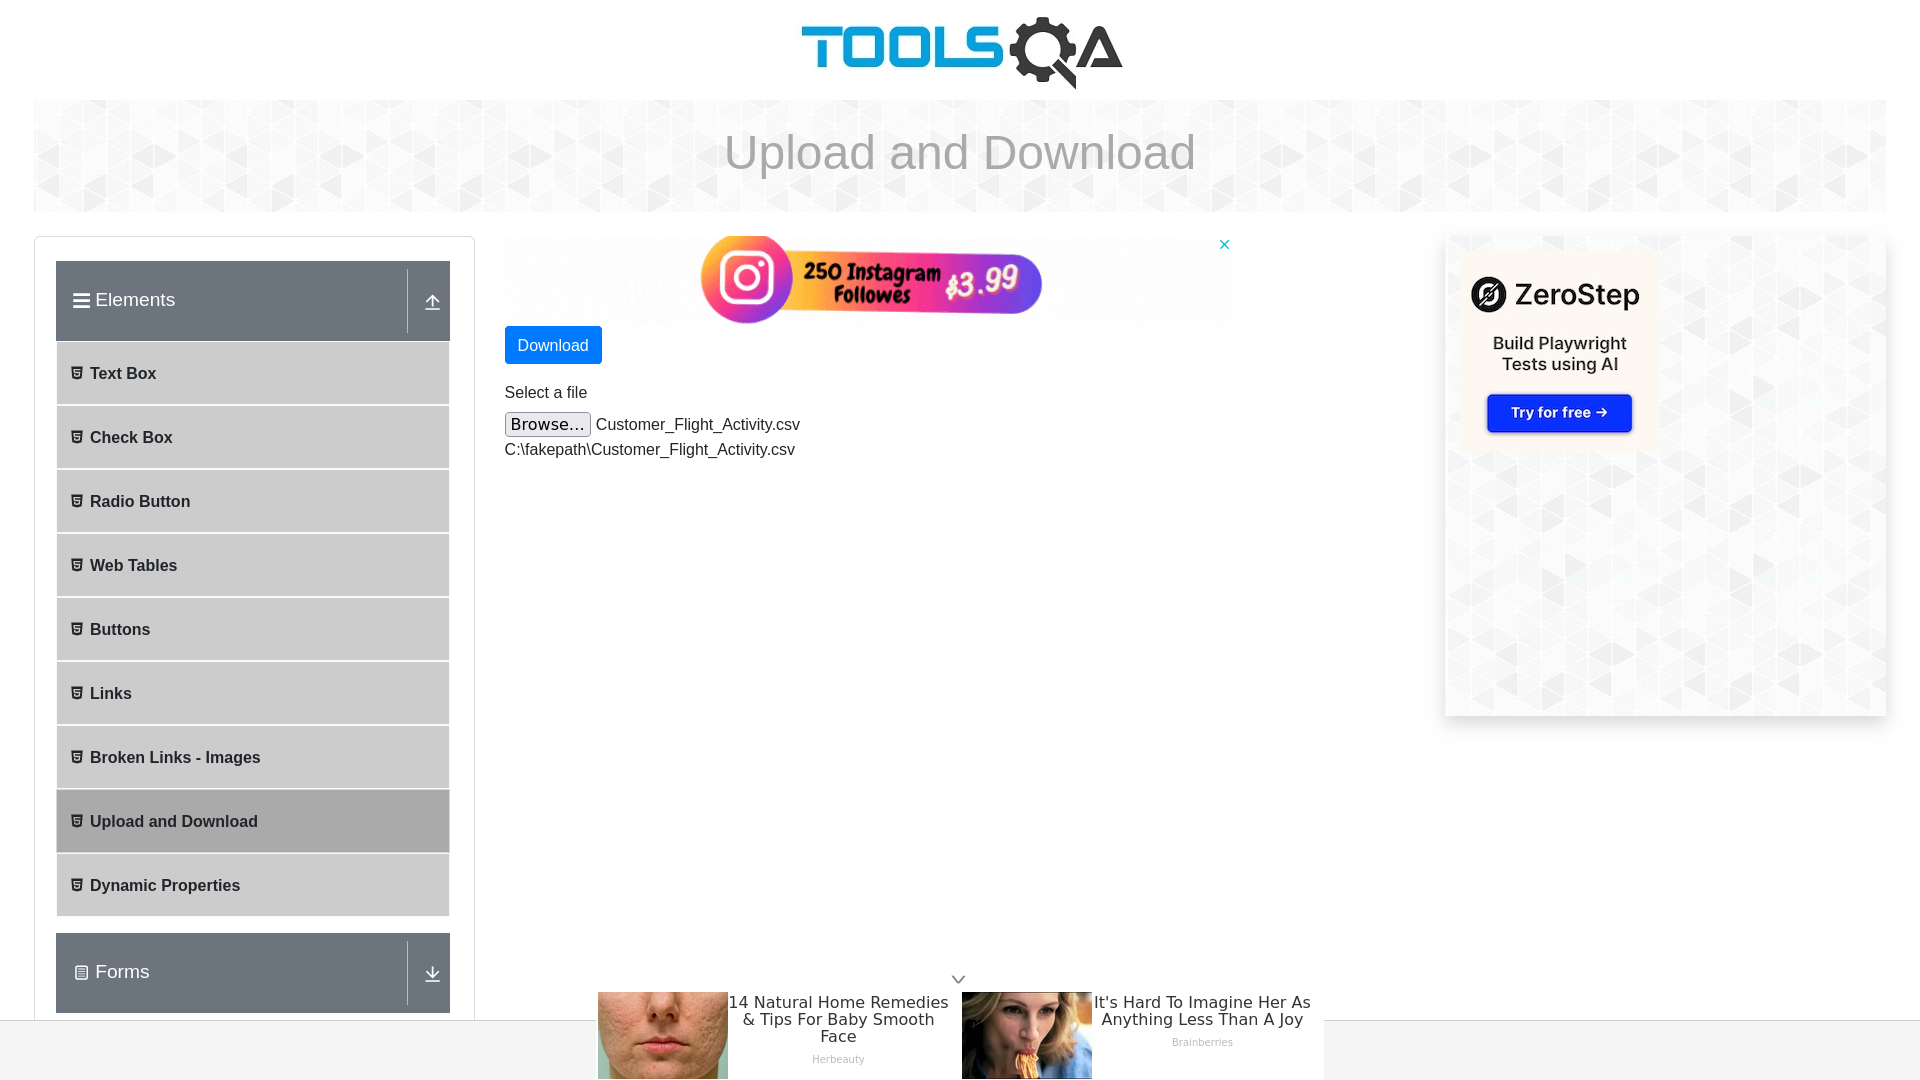 TOOLSQA
Upload and Download
Elements
Text Box
Check Box
Radio Button
Web Tables
Buttons
Links
Broken Links - Images
Upload and Download
Dynamic Properties
Forms
250 Instagram
Followes
$3.99
Download
Select a file
Browse... Customer_Flight_Activity.csv
C:\fakepath\Customer_Flight_Activity.csv
ZeroStep
Build Playwright
Tests using AI
Try for free →
14 Natural Home Remedies
& Tips For Baby Smooth
Face
Herbeauty
It's Hard To Imagine Her As
Anything Less Than A Joy
Brainberries